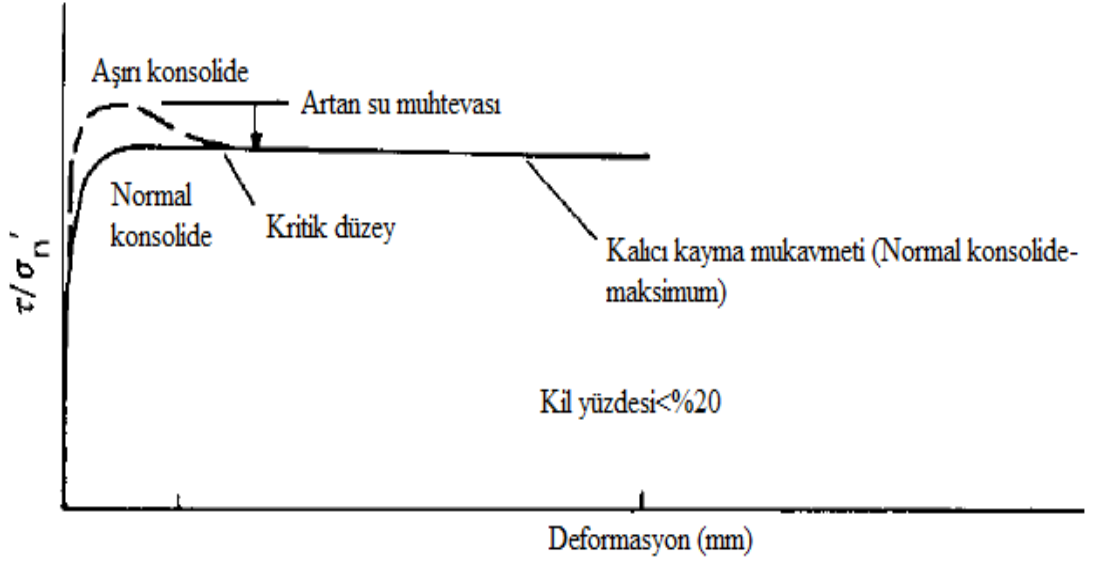 Aşırı konsolide
Artan su muhtevası
Normal
konsolide
Kritik düzey
Kalıcı kayma mukavmeti (Normal konsolide-
maksimum)
τ/σn′
Kil yüzdesi<%20
Deformasyon (mm)